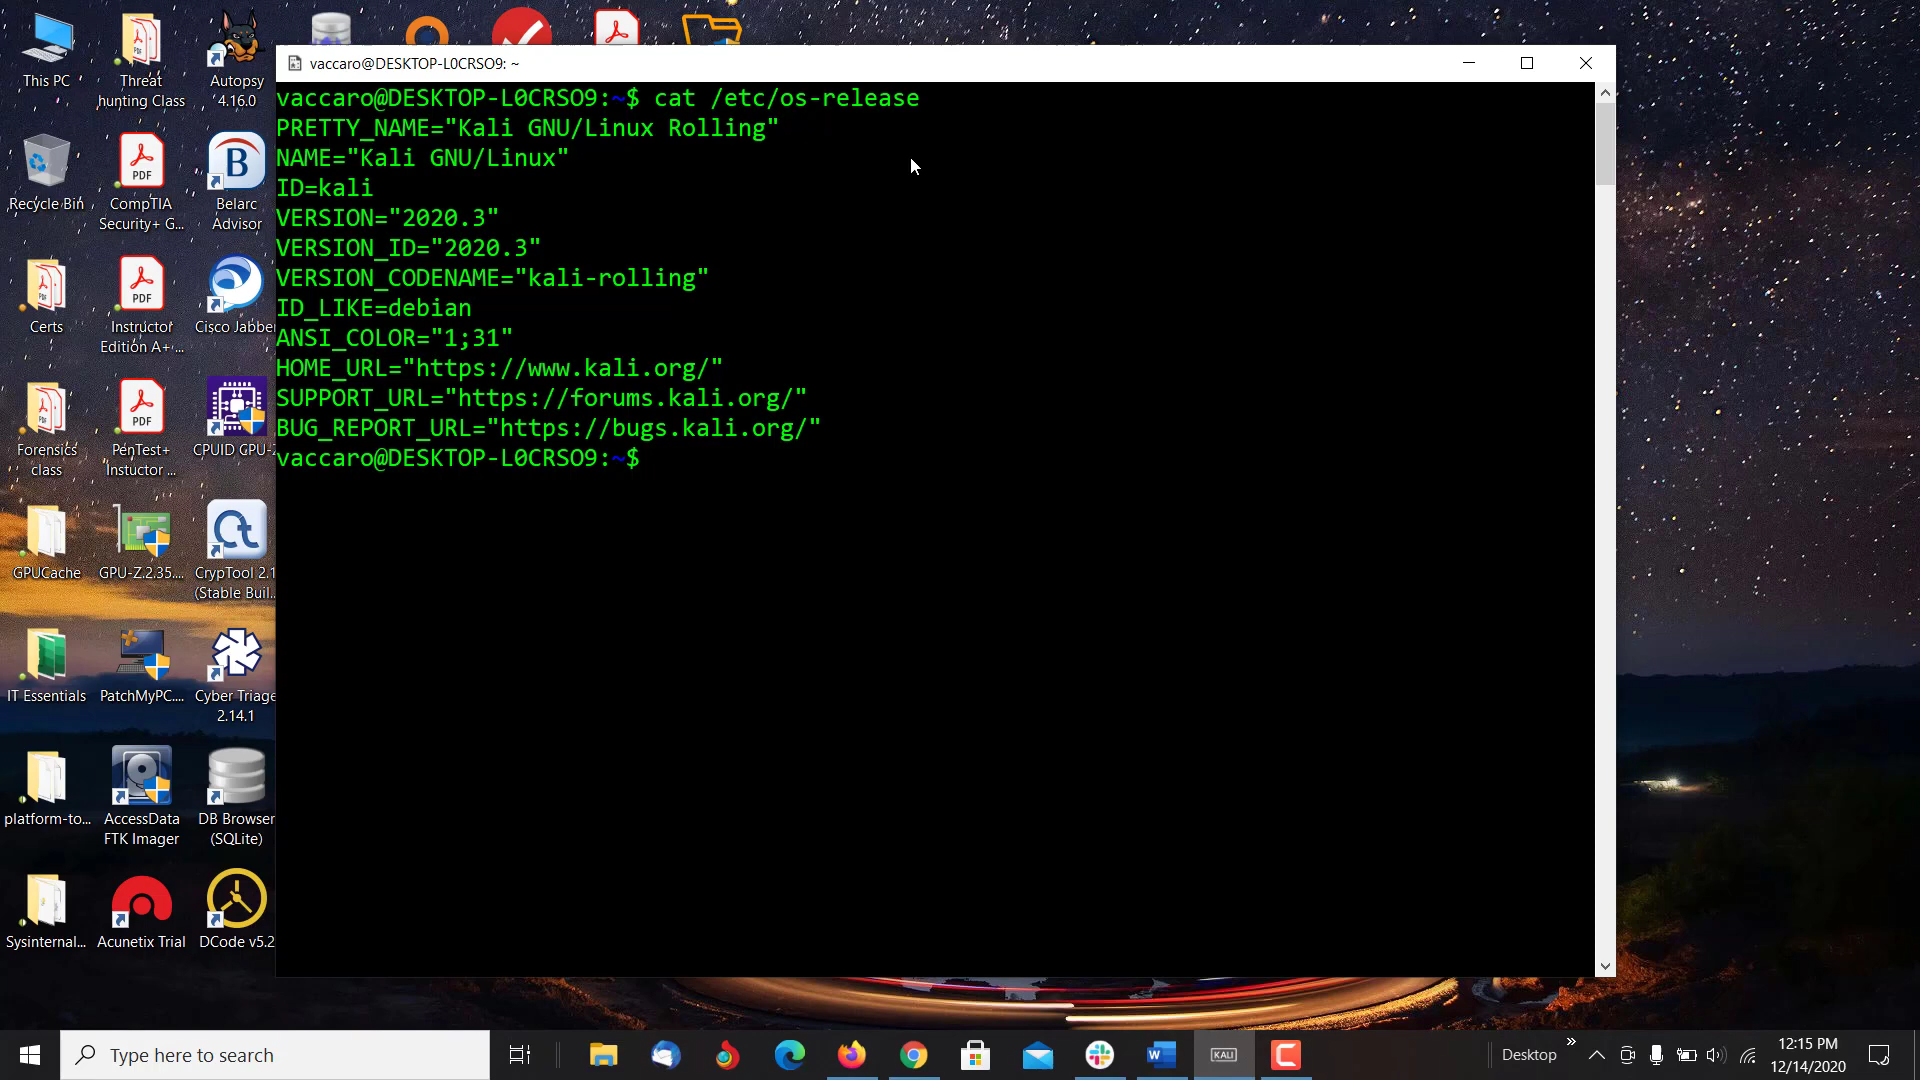 This PC
Threat
hunting Class
Autopsy
4.16.0
Recycle Bin
CompTIA
Security+ G...
Belarc
Advisor
Certs
Instructor
Edition A+ ...
Cisco Jabbe
Forensics
class
PenTest+
Instuctor ...
CPUID GPU-Z
GPUCache
GPU-Z.2.35....
CrypTool 2.1
(Stable Buil...
IT Essentials
PatchMyPC....
Cyber Triage
2.14.1
platform-to...
AccessData
FTK Imager
DB Browser
(SQLite)
Sysinternal...
Acunetix Trial
DCode v5.2
PDF
PDF
PDF
PDF
B
vaccaro@DESKTOP-L0CRSO9: ~
vaccaro@DESKTOP-L0CRSO9:~$ cat /etc/os-release
PRETTY_NAME="Kali GNU/Linux Rolling"
NAME="Kali GNU/Linux"
ID=kali
VERSION="2020.3"
VERSION_ID="2020.3"
VERSION_CODENAME="kali-rolling"
ID_LIKE=debian
ANSI_COLOR="1;31"
HOME_URL="https://www.kali.org/"
SUPPORT_URL="https://forums.kali.org/"
BUG_REPORT_URL="https://bugs.kali.org/"
vaccaro@DESKTOP-L0CRSO9:~$
Type here to search
KALI
Desktop
12:15 PM
12/14/2020